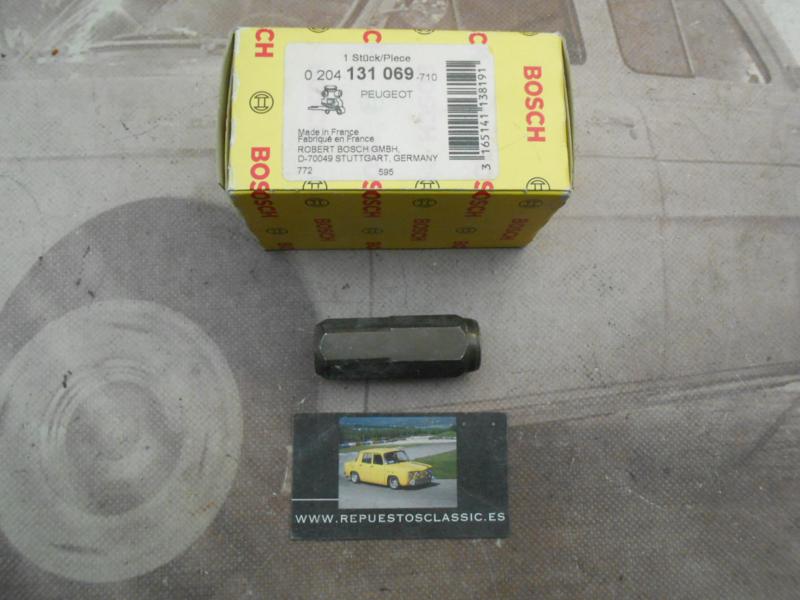 1 Stück/Piece
0 204 131 069-710
PEUGEOT
Made in France
Fabriqué en France
ROBERT BOSCH GMBH,
D-70049 STUTTGART, GERMANY
772 595
3 165141 138191
BOSCH
BOSCH
CH
WWW.REPUESTOSCLASSIC.ES